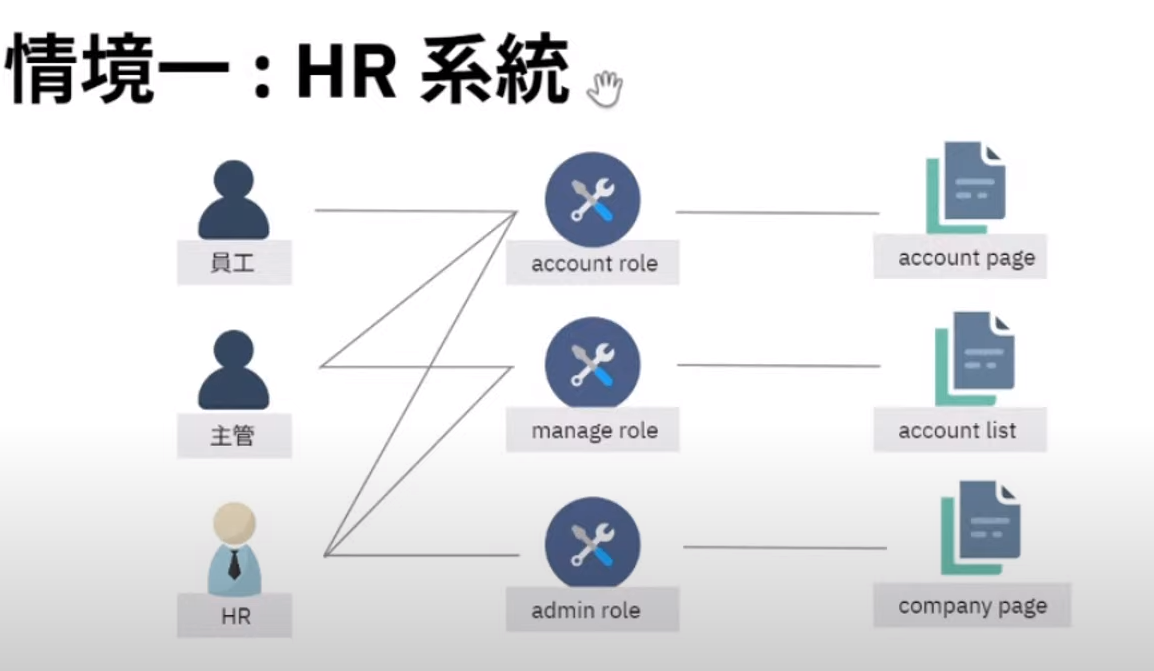 情境一 : HR 系統
員工
account role
account page
主管
manage role
account list
HR
admin role
company page